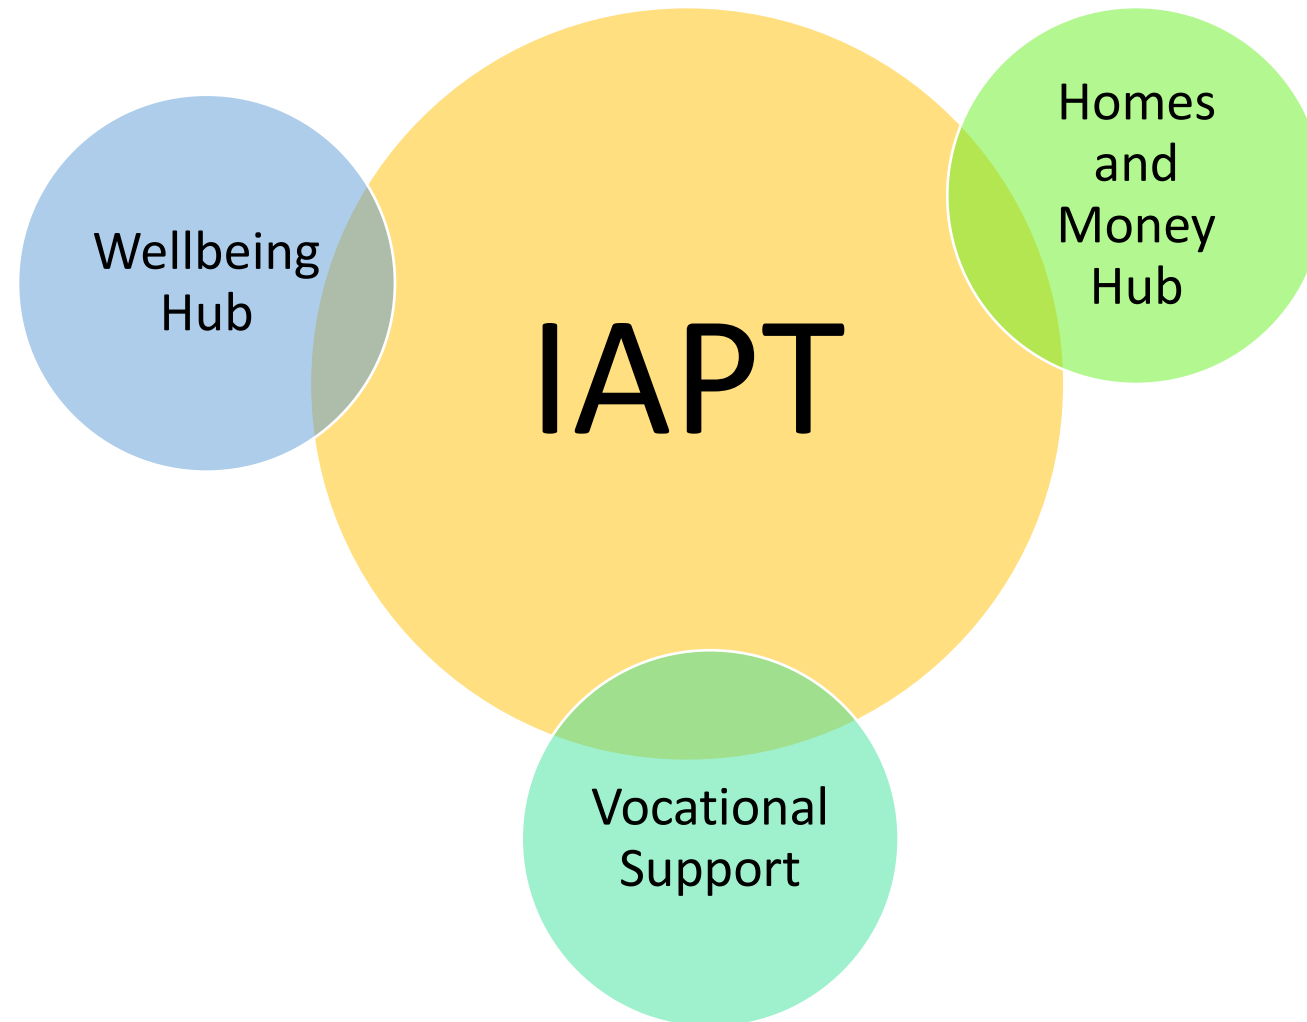 Wellbeing
Hub
IAPT
Homes
and
Money
Hub
Vocational
Support